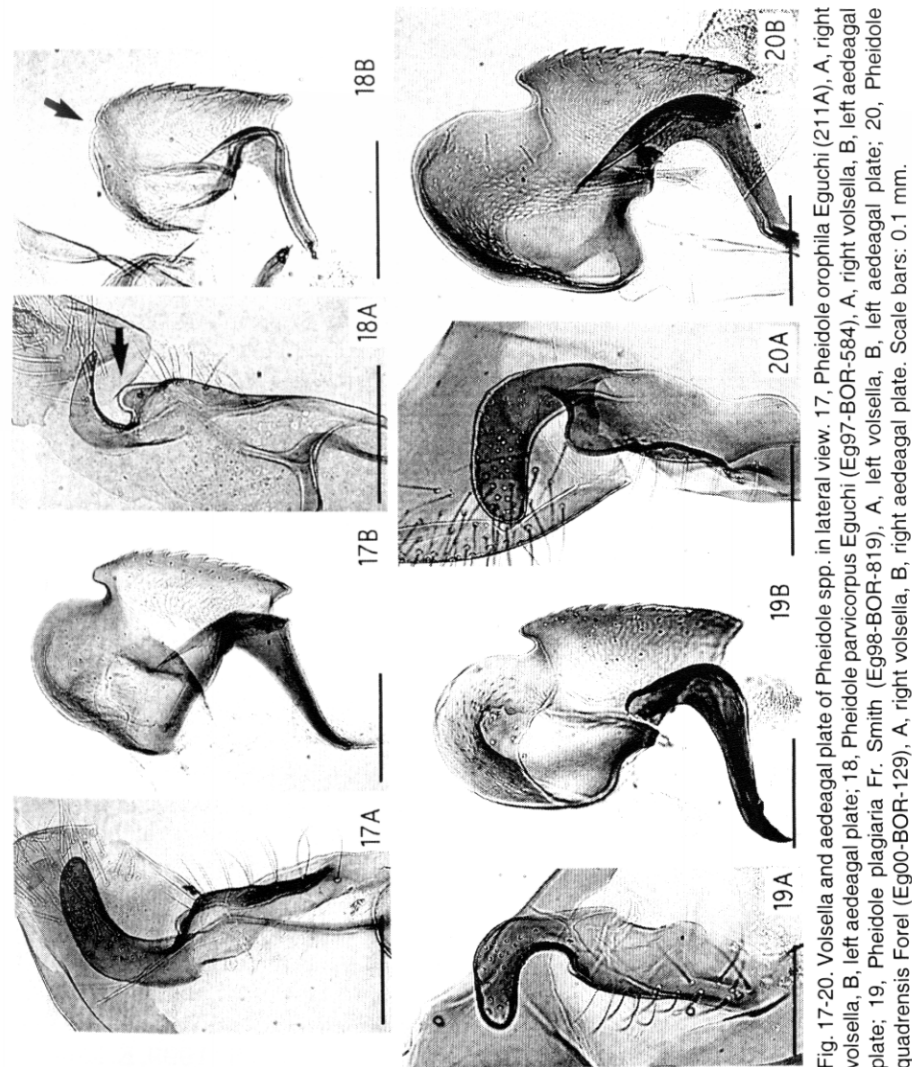 18B
20B
18A
20A
17B
19B
17A
19A
Fig. 17-20. Volsella and aedeagal plate of Pheidole spp. in lateral view. 17, Pheidole orophila Eguchi (211A), A, right
volsella, B, left aedeagal plate; 18, Pheidole parvicorpus Eguchi (Eg97-BOR-584), A, right volsella, B, left aedeagal
plate; 19, Pheidole plagiaria Fr. Smith (Eg98-BOR-819), A, left volsella, B, left aedeagal plate; 20, Pheidole
quadrensis Forel (Eg00-BOR-129), A, right volsella, B, right aedeagal plate. Scale bars: 0.1 mm.